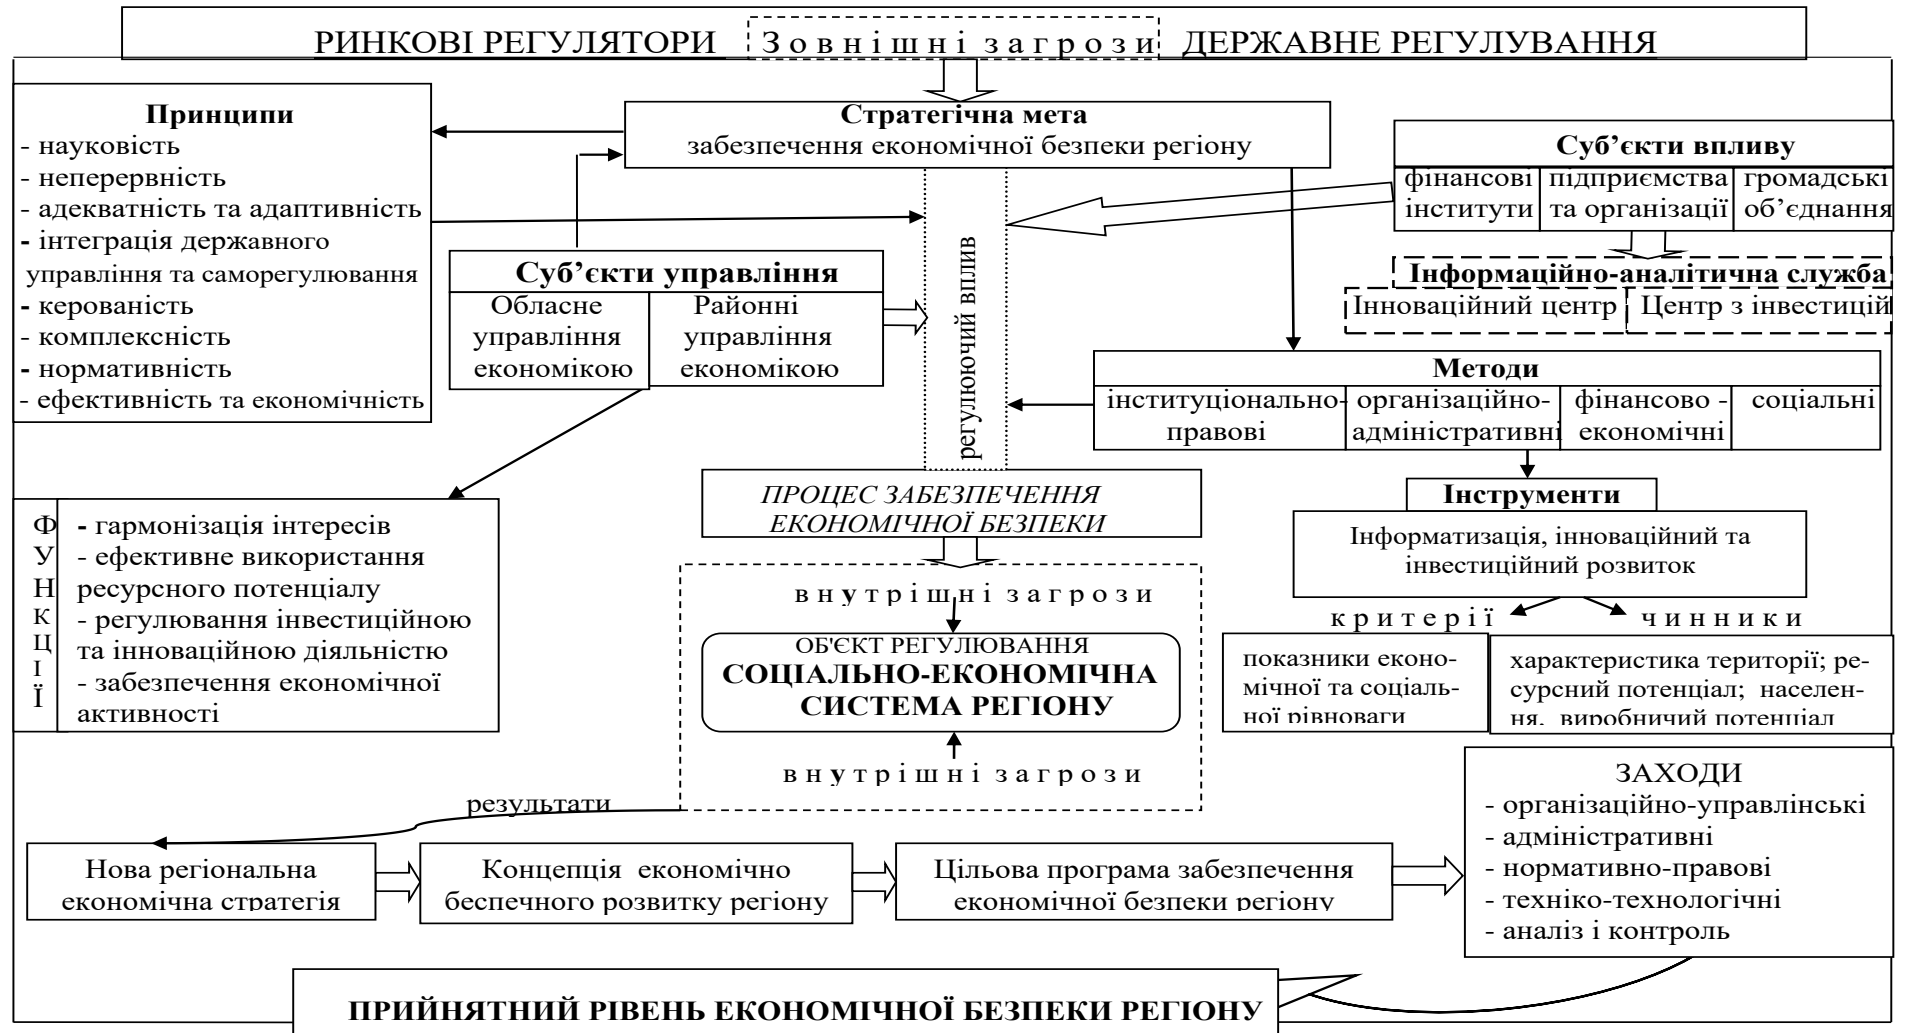 РИНКОВІ РЕГУЛЯТОРИ
Зовнішні загрози
ДЕРЖАВНЕ РЕГУЛУВАННЯ
Принципи
- науковість
- неперервність
- адекватність та адаптивність
- інтеграція державного
управління та саморегулювання
- керованість
- комплексність
- нормативність
- ефективність та економічність
Стратегічна мета
забезпечення економічної безпеки регіону
Суб’єкти впливу
фінансові
інститути
підприємства
та організації
громадські
об’єднання
Інформаційно-аналітична служба
Інноваційний центр
Центр з інвестицій
Суб’єкти управління
Обласне
управління
економікою
Районні
управління
економікою
регулюючий вплив
Методи
інституціонально-
правові
організаційно-
адміністративні
фінансово -
економічні
соціальні
Інструменти
Інформатизація, інноваційний та
інвестиційний розвиток
критерії
чинники
показники еконо-
мічної та соціаль-
ної рівноваги
характеристика території; ре-
сурсний потенціал; населен-
ня, виробничий потенціал
ФУНКЦІЇ
- гармонізація інтересів
- ефективне використання
ресурсного потенціалу
- регулювання інвестиційною
та інноваційною діяльністю
- забезпечення економічної
активності
ПРОЦЕС ЗАБЕЗПЕЧЕННЯ
ЕКОНОМІЧНОЇ БЕЗПЕКИ
внутрішні загрози
ОБ'ЄКТ РЕГУЛЮВАННЯ
СОЦІАЛЬНО-ЕКОНОМІЧНА
СИСТЕМА РЕГІОНУ
внутрішні загрози
результати
Нова регіональна
економічна стратегія
Концепція економічно
беспечного розвитку регіону
Цільова програма забезпечення
економічної безпеки регіону
ЗАХОДИ
- організаційно-управлінські
- адміністративні
- нормативно-правові
- техніко-технологічні
- аналіз і контроль
ПРИЙНЯТНИЙ РІВЕНЬ ЕКОНОМІЧНОЇ БЕЗПЕКИ РЕГІОНУ